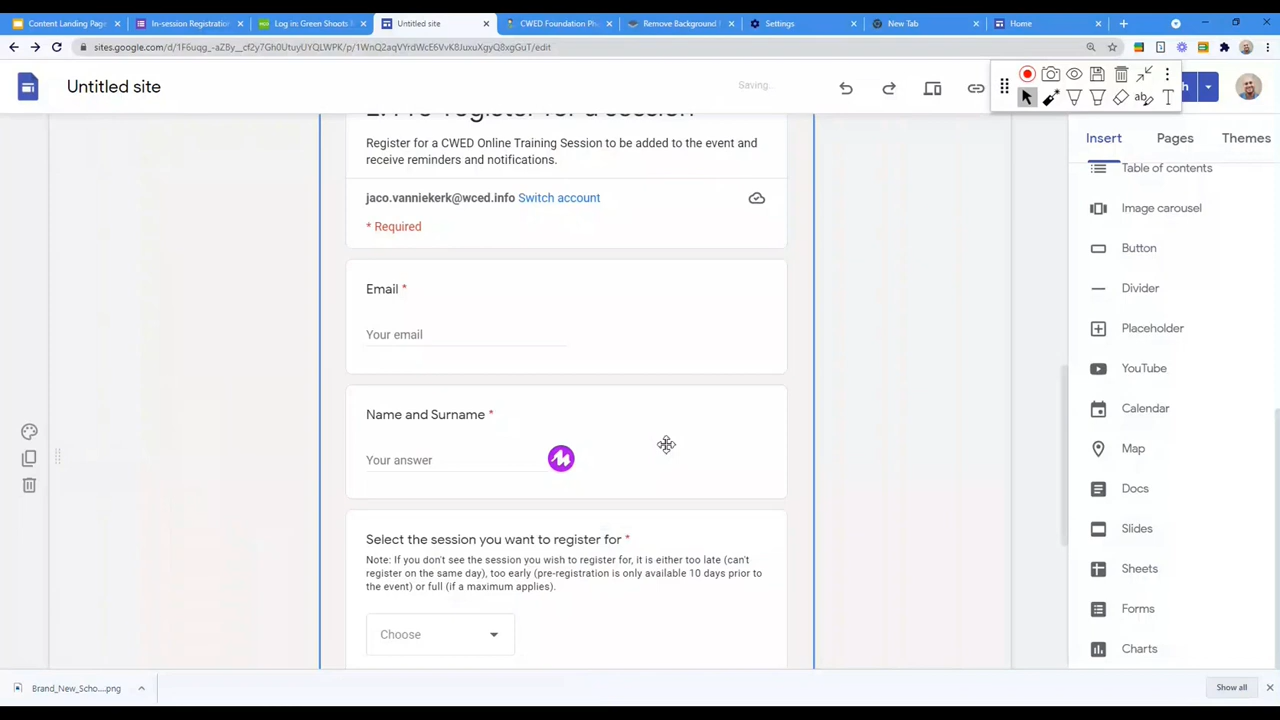 Content Landing Page
In-session Registration
Log in: Green Shoots M
Untitled site
CWED Foundation Ph
Remove Background
Settings
New Tab
Home
sites.google.com/d/1F6uqg_-aZ8y__cf2y7Gh0UtuyUYQLWPK/p/1WnQ2aqVYrdWcE6VvK8JuxuXgyQ8xgGuT/edit
Untitled site
Saving...
Insert
Pages
Themes
Register for a CWED Online Training Session to be added to the event and
receive reminders and notifications.
jaco.vanniekerk@wced.info Switch account
* Required
Email *
Your email
Name and Surname *
Your answer
Select the session you want to register for *
Note: If you don't see the session you wish to register for, it is either too late (can't
register on the same day), too early (pre-registration is only available 10 days prior to
the event) or full (if a maximum applies).
Choose
Table of contents
Image carousel
Button
Divider
Placeholder
YouTube
Calendar
Map
Docs
Slides
Sheets
Forms
Charts
Brand_New_Scho....png
Show all